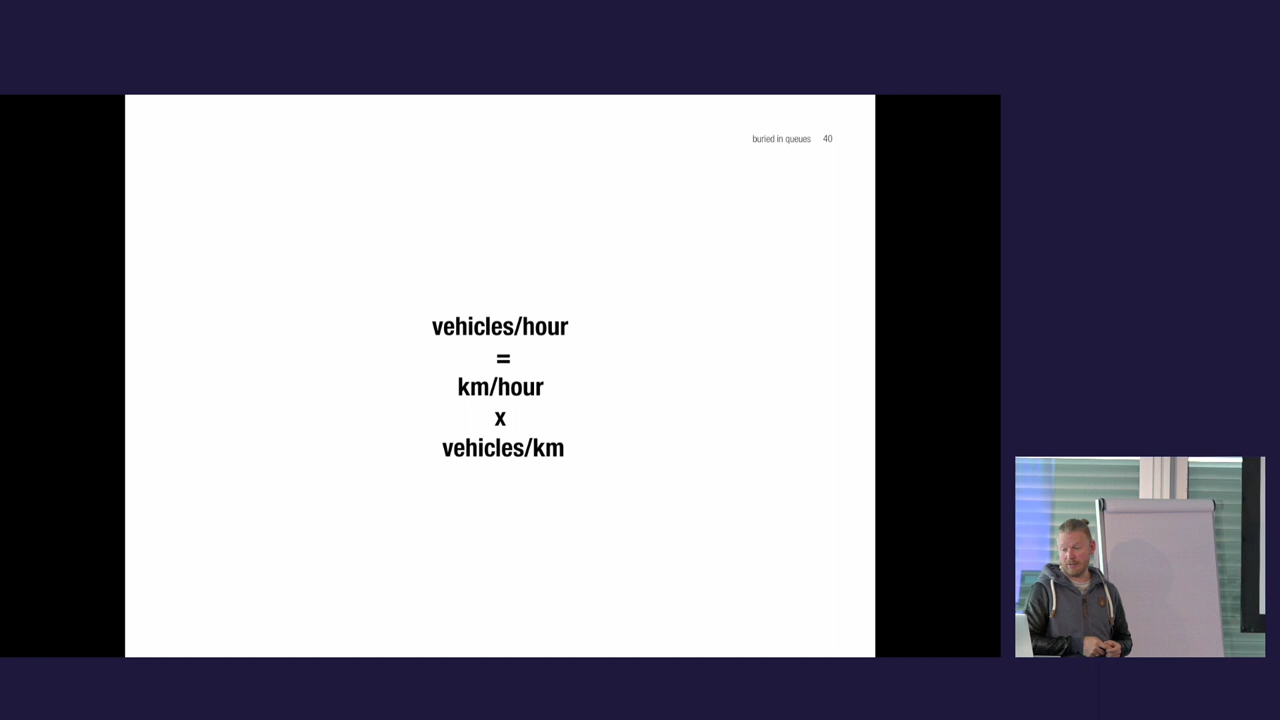 buried in queues 40
vehicles/hour
=
km/hour
x
vehicles/km